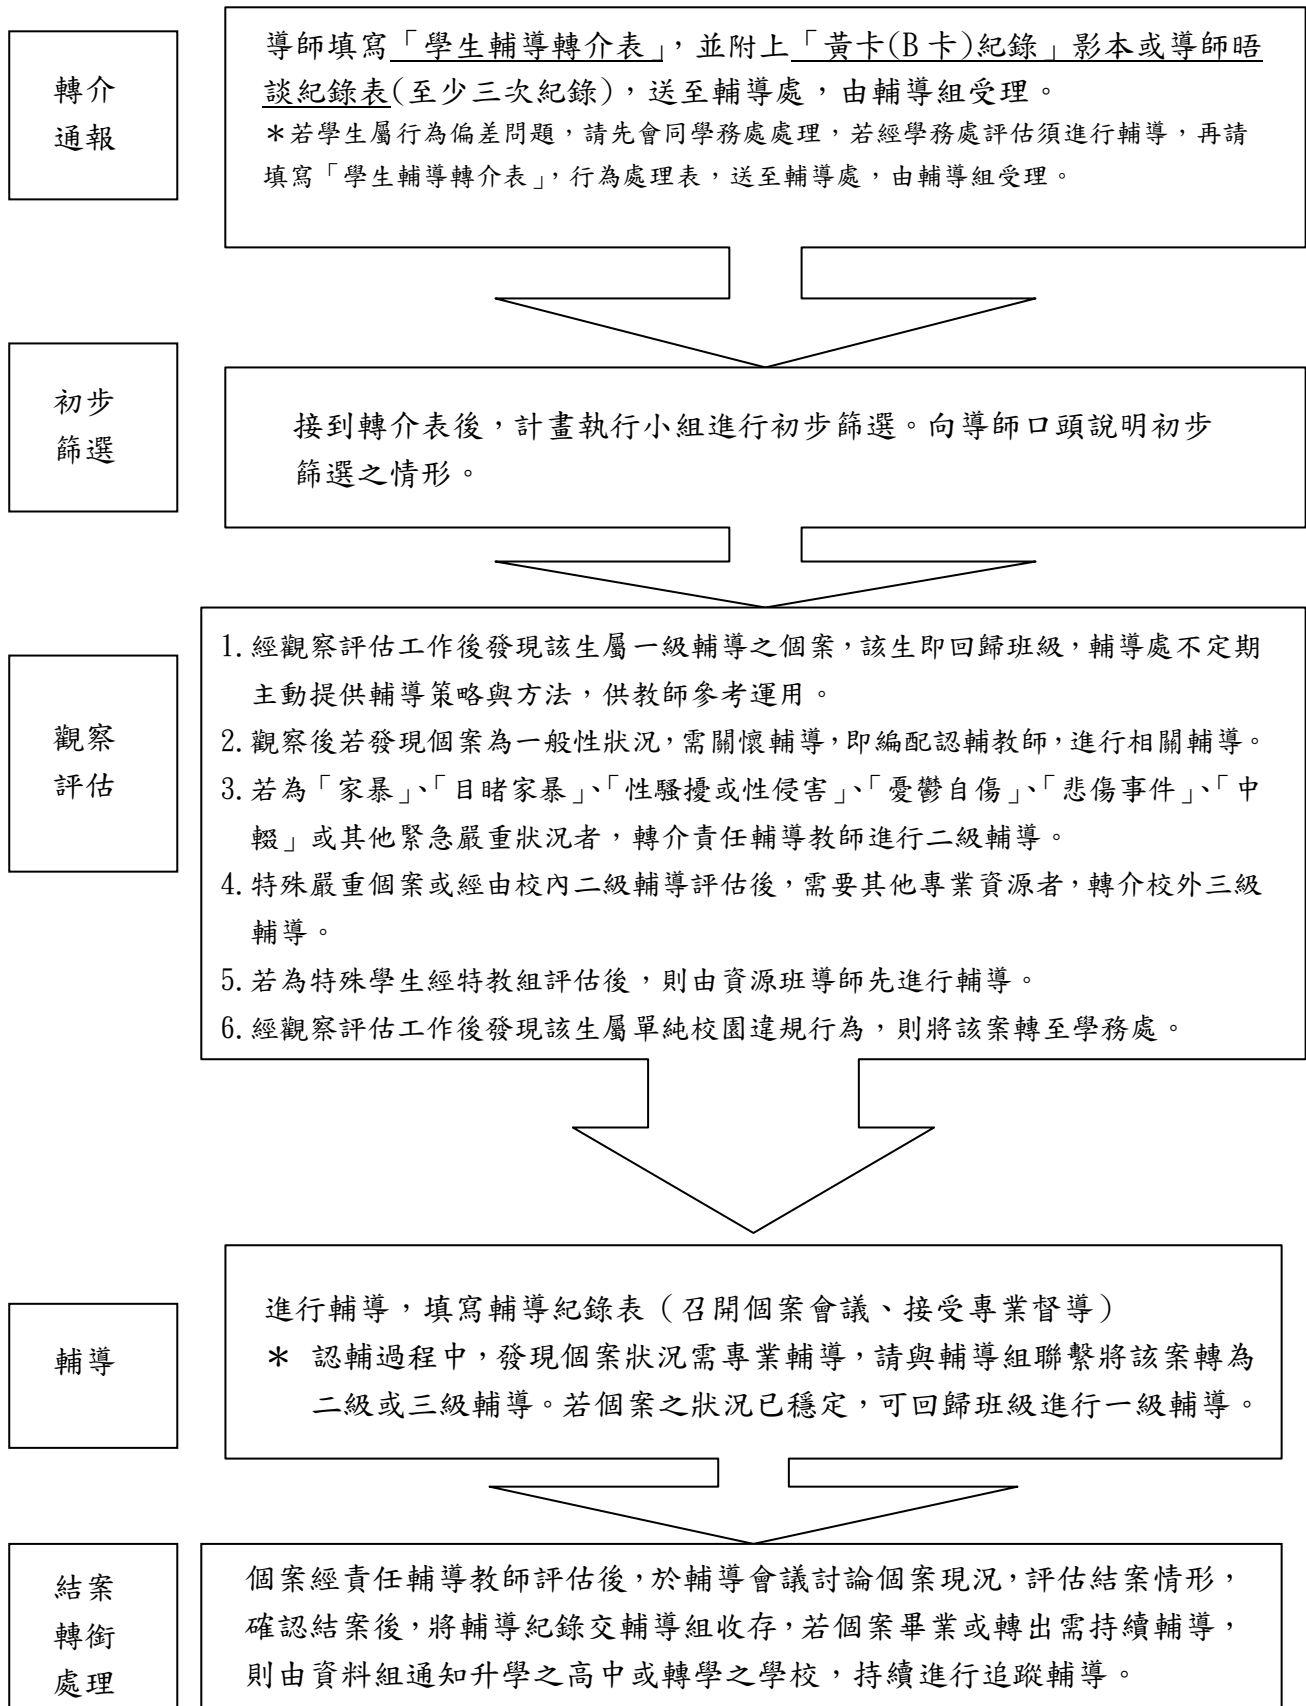 轉介
通報
導師填寫「學生輔導轉介表」,並附上「黃卡(B卡)紀錄」影本或導師晤
談紀錄表(至少三次紀錄),送至輔導處,由輔導組受理。
＊若學生屬行為偏差問題,請先會同學務處處理,若經學務處評估須進行輔導,再請
填寫「學生輔導轉介表」,行為處理表,送至輔導處,由輔導組受理。
初步
篩選
接到轉介表後,計畫執行小組進行初步篩選。向導師口頭說明初步
篩選之情形。
觀察
評估
1.經觀察評估工作後發現該生屬一級輔導之個案,該生即回歸班級,輔導處不定期
主動提供輔導策略與方法,供教師參考運用。
2.觀察後若發現個案為一般性狀況,需關懷輔導,即編配認輔教師,進行相關輔導。
3.若為「家暴」、「目睹家暴」、「性騷擾或性侵害」、「憂鬱自傷」、「悲傷事件」、「中
輟」或其他緊急嚴重狀況者,轉介責任輔導教師進行二級輔導。
4.特殊嚴重個案或經由校內二級輔導評估後,需要其他專業資源者,轉介校外三級
輔導。
5.若為特殊學生經特教組評估後,則由資源班導師先進行輔導。
6.經觀察評估工作後發現該生屬單純校園違規行為,則將該案轉至學務處。
輔導
進行輔導,填寫輔導紀錄表（召開個案會議、接受專業督導）
＊ 認輔過程中,發現個案狀況需專業輔導,請與輔導組聯繫將該案轉為
二級或三級輔導。若個案之狀況已穩定,可回歸班級進行一級輔導。
結案
轉銜
處理
個案經責任輔導教師評估後,於輔導會議討論個案現況,評估結案情形,
確認結案後,將輔導紀錄交輔導組收存,若個案畢業或轉出需持續輔導,
則由資料組通知升學之高中或轉學之學校,持續進行追蹤輔導。